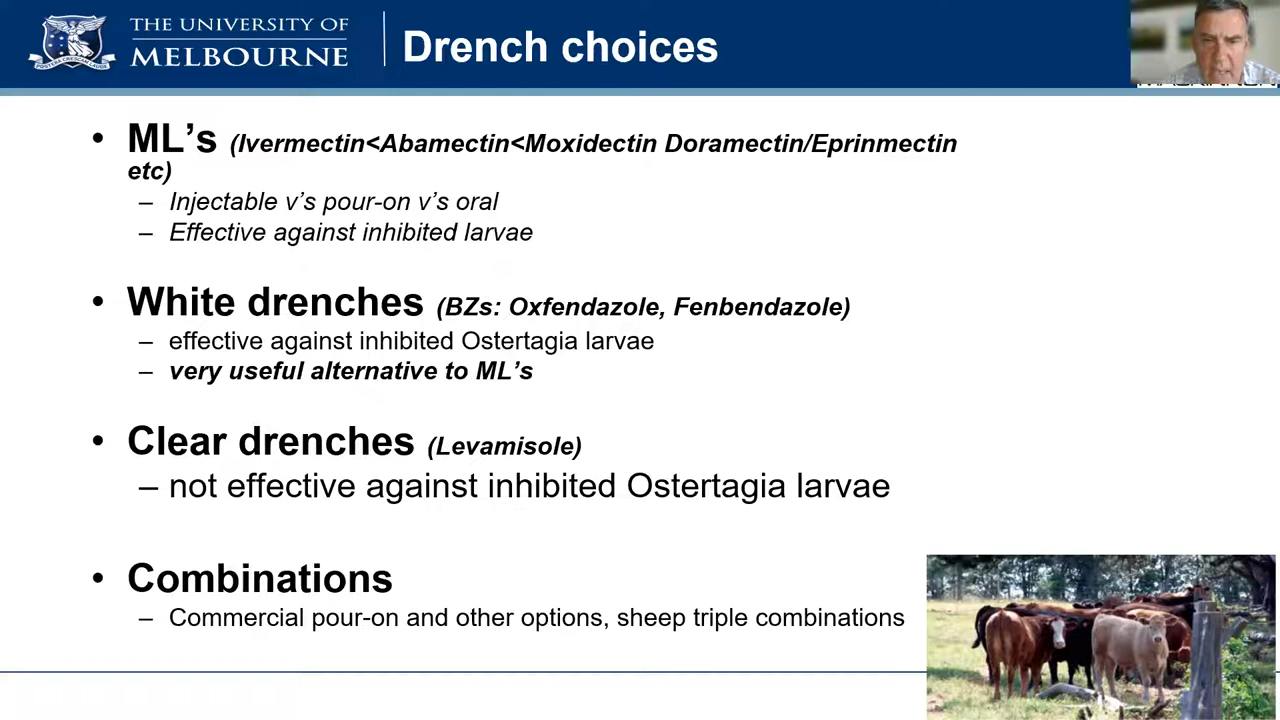 THE UNIVERSITY OF
MELBOURNE
Drench choices
• ML’s (Ivermectin<Abamectin<Moxidectin Doramectin/Eprinmectin
etc)
– Injectable v’s pour-on v’s oral
– Effective against inhibited larvae
• White drenches (BZs: Oxfendazole, Fenbendazole)
– effective against inhibited Ostertagia larvae
– very useful alternative to ML’s
• Clear drenches (Levamisole)
– not effective against inhibited Ostertagia larvae
• Combinations
– Commercial pour-on and other options, sheep triple combinations